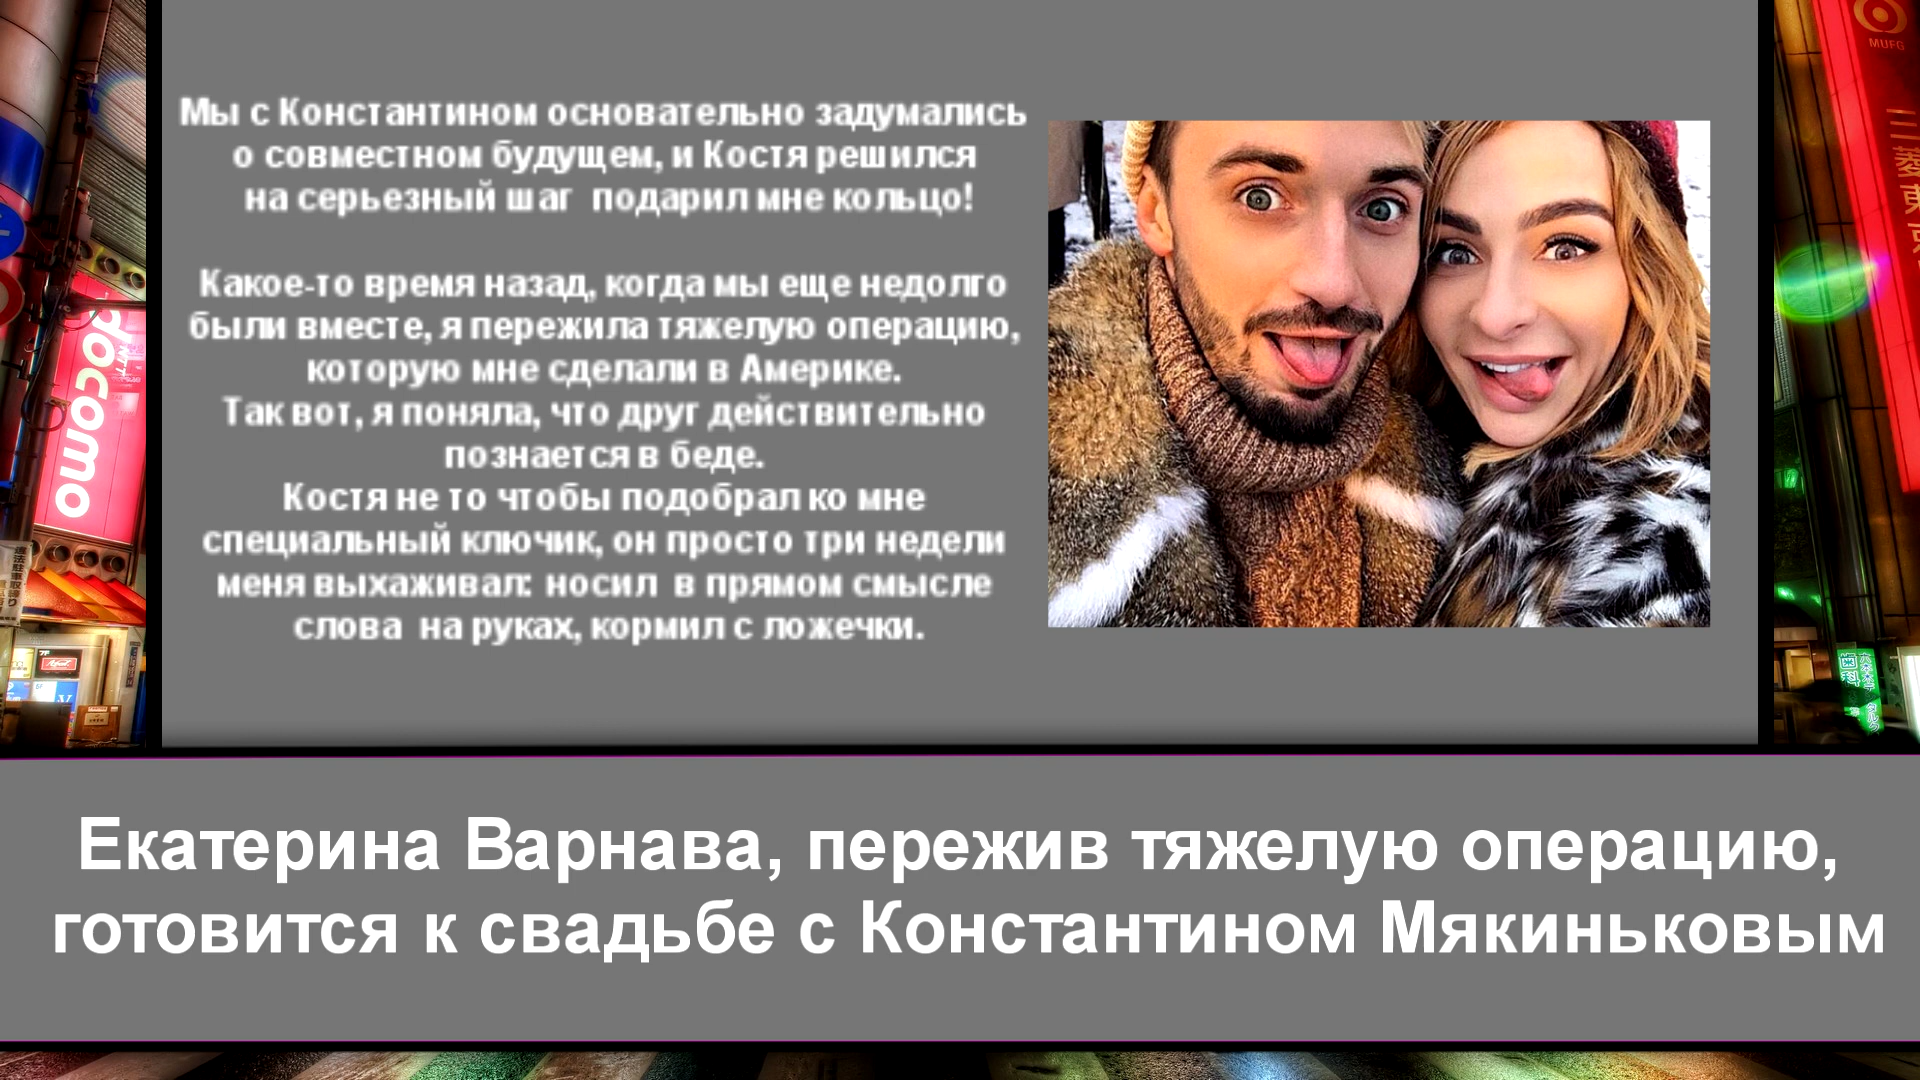 Мы с Константином основательно задумались
о совместном будущем, и Костя решился
на серьезный шаг подарил мне кольцо!
Какое-то время назад, когда мы еще недолго
были вместе, я пережила тяжелую операцию,
которую мне сделали в Америке.
Так вот, я поняла, что друг действительно
познается в беде.
Костя не то чтобы подобрал ко мне
специальный ключик, он просто три недели
меня выхаживал: носил в прямом смысле
слова на руках, кормил с ложечки.
Екатерина Варнава, пережив тяжелую операцию,
готовится к свадьбе с Константином Мякиньковым
docomo
MUFG